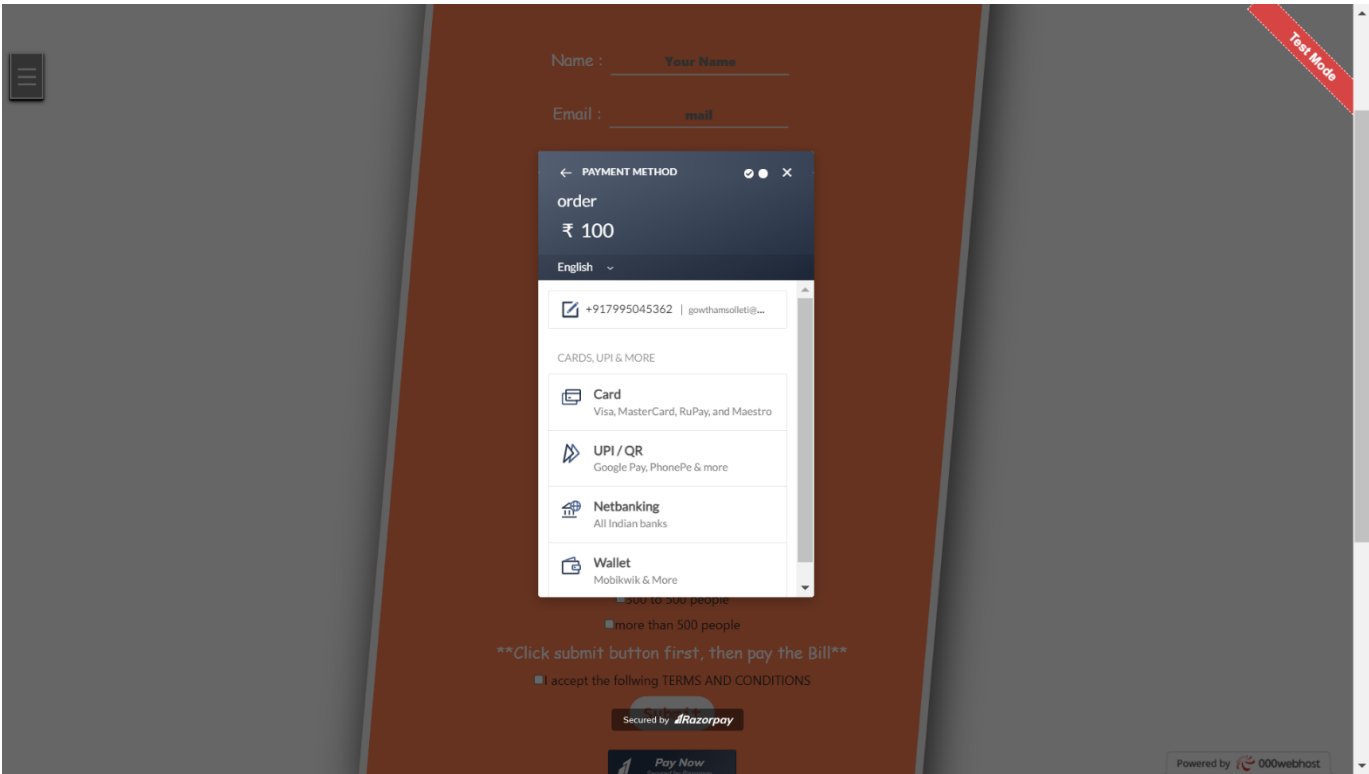 Test Mode
Name : Your Name
Email : mail
PAYMENT METHOD
order
₹ 100
English
+917995045362 | gowthamsolleti@...
CARDS, UPI & MORE
Card
Visa, MasterCard, RuPay, and Maestro
UPI / QR
Google Pay, PhonePe & more
Netbanking
All Indian banks
Wallet
Mobikwik & More
300 to 500 people
more than 500 people
**Click submit button first, then pay the Bill**
I accept the follwing TERMS AND CONDITIONS
Submit
Secured by Razorpay
Pay Now
Powered by 000webhost